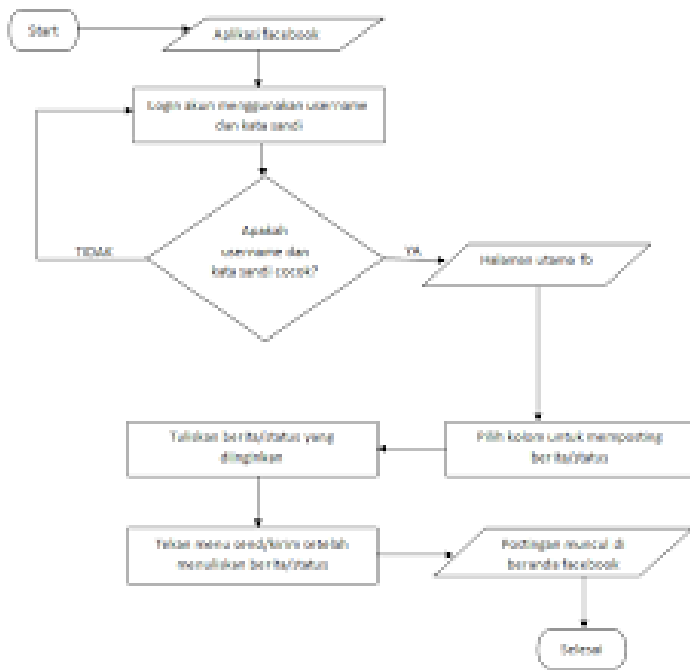 Start
Aplikasi facebook
Login akun menggunakan username
dan kata sandi
Apakah
username dan
kata sandi cocok?
TIDAK
YA
Halaman utama fb
Pilih kolom untuk memposting
berita/status
Tuliskan berita/status yang
diinginkan
Tekan menu send/kirim setelah
menuliskan berita/status
Postingan muncul di
beranda facebook
Selesai